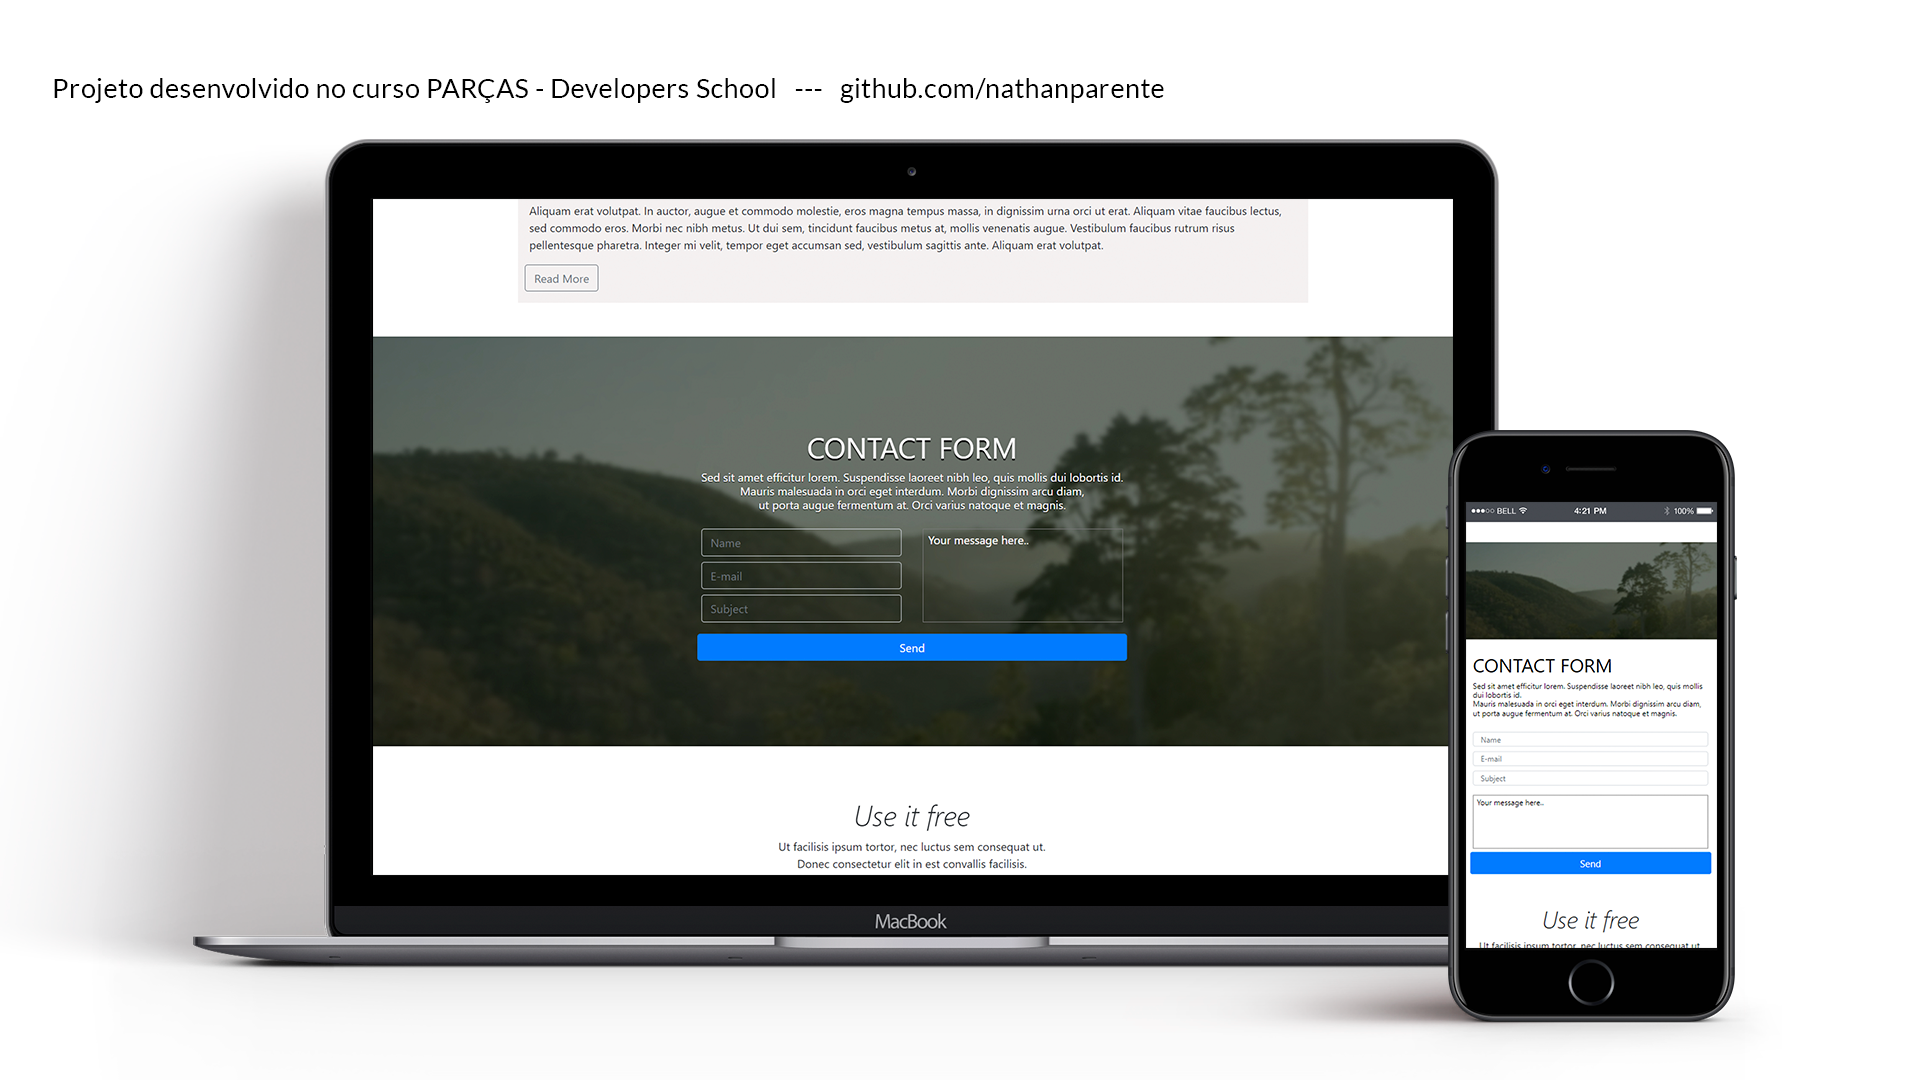 Projeto desenvolvido no curso PARÇAS - Developers School --- github.com/nathanparente
Aliquam erat volutpat. In auctor, augue et commodo molestie, eros magna tempus massa, in dignissim urna orci ut erat. Aliquam vitae faucibus lectus,
sed commodo eros. Morbi nec nibh metus. Ut dui sem, tincidunt faucibus metus at, mollis venenatis augue. Vestibulum faucibus rutrum risus
pellentesque pharetra. Integer mi velit, tempor eget accumsan sed, vestibulum sagittis ante. Aliquam erat volutpat.
Read More
CONTACT FORM
Sed sit amet efficitur lorem. Suspendisse laoreet nibh leo, quis mollis dui lobortis id.
Mauris malesuada in orci eget interdum. Morbi dignissim arcu diam,
ut porta augue fermentum at. Orci varius natoque et magnis.
Name
E-mail
Subject
Your message here..
Send
Use it free
Ut facilisis ipsum tortor, nec luctus sem consequat ut.
Donec consectetur elit in est convallis facilisis.
MacBook
BELL 4:21 PM 100%
CONTACT FORM
Sed sit amet efficitur lorem. Suspendisse laoreet nibh leo, quis mollis
dui lobortis id.
Mauris malesuada in orci eget interdum. Morbi dignissim arcu diam,
ut porta augue fermentum at. Orci varius natoque et magnis.
Name
E-mail
Subject
Your message here..
Send
Use it free
Ut facilisis ipsum tortor, nec luctus sem consequat ut.